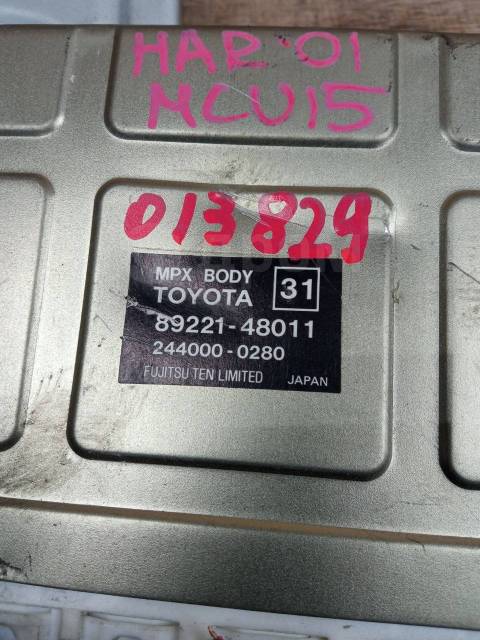 HAR·01
MCU15
013829
MPX BODY 31
TOYOTA
89221-48011
244000-0280
FUJITSU TEN LIMITED JAPAN